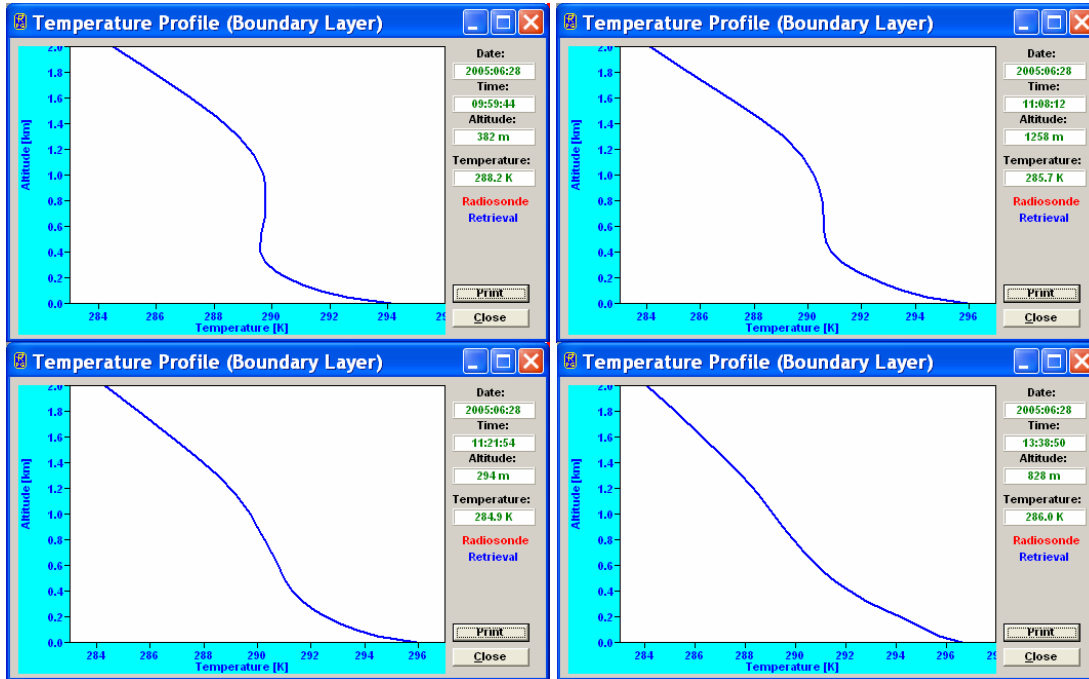 Temperature Profile (Boundary Layer)
2.0
1.8
1.6
1.4
1.2
1.0
0.8
0.6
0.4
0.2
0.0
Altitude [km]
284 286 288 290 292 294 29
Temperature [K]
Date:
2005:06:28
Time:
09:59:44
Altitude:
382 m
Temperature:
288.2 K
Radiosonde
Retrieval
Print
Close
Temperature Profile (Boundary Layer)
2.0
1.8
1.6
1.4
1.2
1.0
0.8
0.6
0.4
0.2
0.0
Altitude [km]
284 286 288 290 292 294 296
Temperature [K]
Date:
2005:06:28
Time:
11:08:12
Altitude:
1258 m
Temperature:
285.7 K
Radiosonde
Retrieval
Print
Close
Temperature Profile (Boundary Layer)
2.0
1.8
1.6
1.4
1.2
1.0
0.8
0.6
0.4
0.2
0.0
Altitude [km]
284 286 288 290 292 294 296
Temperature [K]
Date:
2005:06:28
Time:
11:21:54
Altitude:
294 m
Temperature:
284.9 K
Radiosonde
Retrieval
Print
Close
Temperature Profile (Boundary Layer)
2.0
1.8
1.6
1.4
1.2
1.0
0.8
0.6
0.4
0.2
0.0
Altitude [km]
284 286 288 290 292 294 296 29
Temperature [K]
Date:
2005:06:28
Time:
13:38:50
Altitude:
828 m
Temperature:
286.0 K
Radiosonde
Retrieval
Print
Close